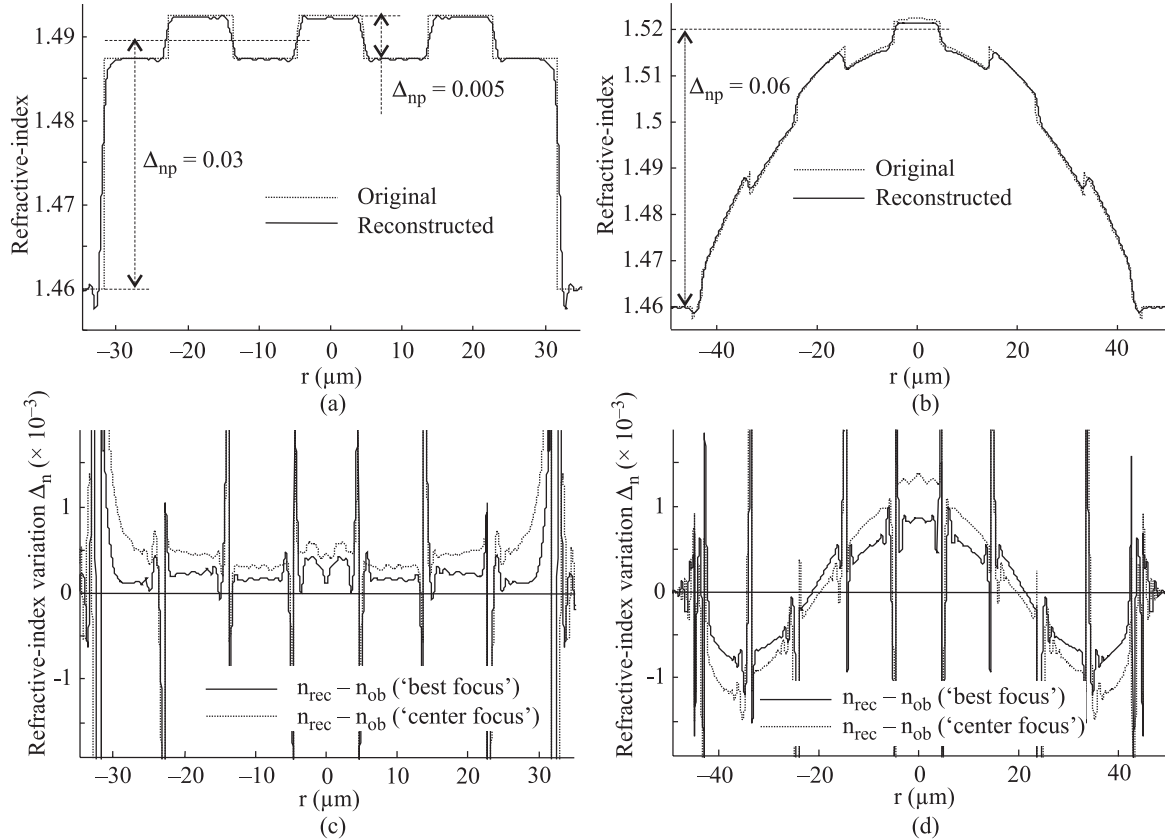 (a)
Refractive-index
1.49
1.48
1.47
1.46
Δnp = 0.005
Δnp = 0.03
Original
Reconstructed
–30
–20
–10
0
10
20
30
r (µm)
(b)
Refractive-index
1.52
1.51
1.5
1.49
1.48
1.46
Δnp = 0.06
Original
Reconstructed
–40
–20
0
20
40
r (µm)
(a)
(b)
Refractive-index variation Δn (× 10–3)
1
0
-1
nrec – nob (‘best focus’)
nrec – nob (‘center focus’)
–30
–20
–10
0
10
20
30
r (µm)
(c)
Refractive-index variation Δn (× 10–3)
1
0
-1
nrec – nob (‘best focus’)
nrec – nob (‘center focus’)
–40
–20
0
20
40
r (µm)
(d)